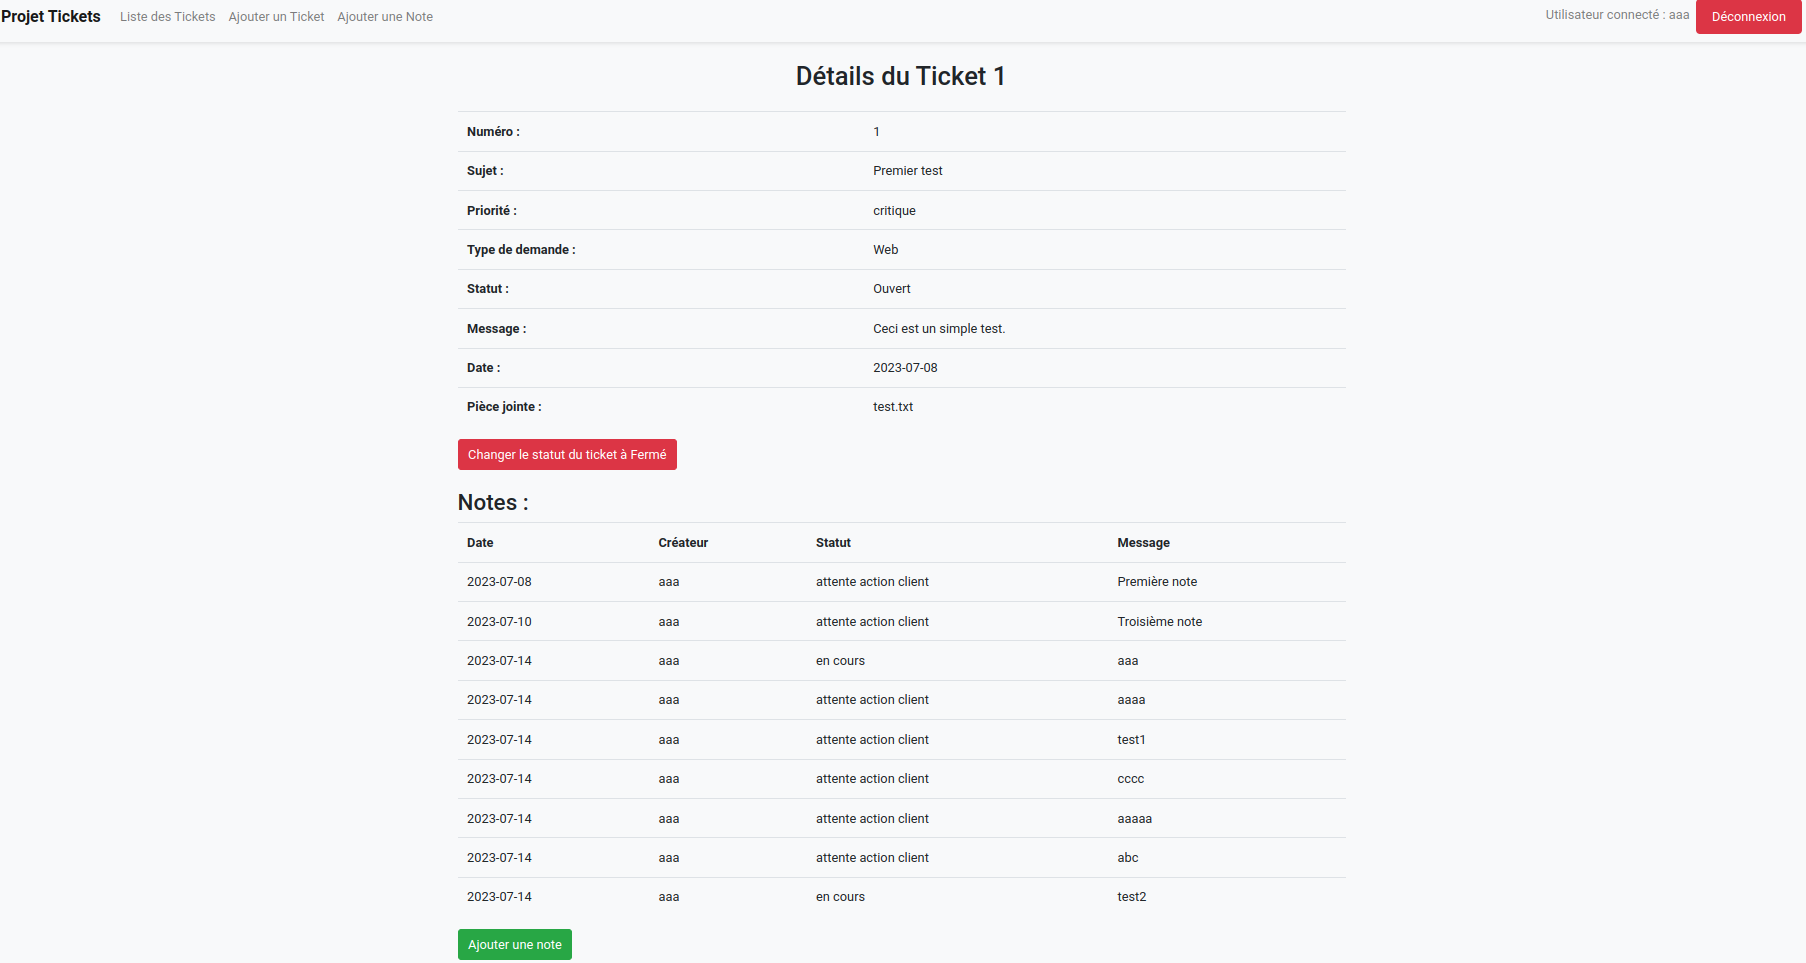 Projet Tickets Liste des Tickets Ajouter un Ticket Ajouter une Note Utilisateur connecté : aaa Déconnexion
Détails du Ticket 1
Numéro : 1
Sujet : Premier test
Priorité : critique
Type de demande : Web
Statut : Ouvert
Message : Ceci est un simple test.
Date : 2023-07-08
Pièce jointe : test.txt
Changer le statut du ticket à Fermé
Notes :
Date Créateur Statut Message
2023-07-08 aaa attente action client Première note
2023-07-10 aaa attente action client Troisième note
2023-07-14 aaa en cours aaa
2023-07-14 aaa attente action client aaaa
2023-07-14 aaa attente action client test1
2023-07-14 aaa attente action client cccc
2023-07-14 aaa attente action client aaaaa
2023-07-14 aaa attente action client abc
2023-07-14 aaa en cours test2
Ajouter une note